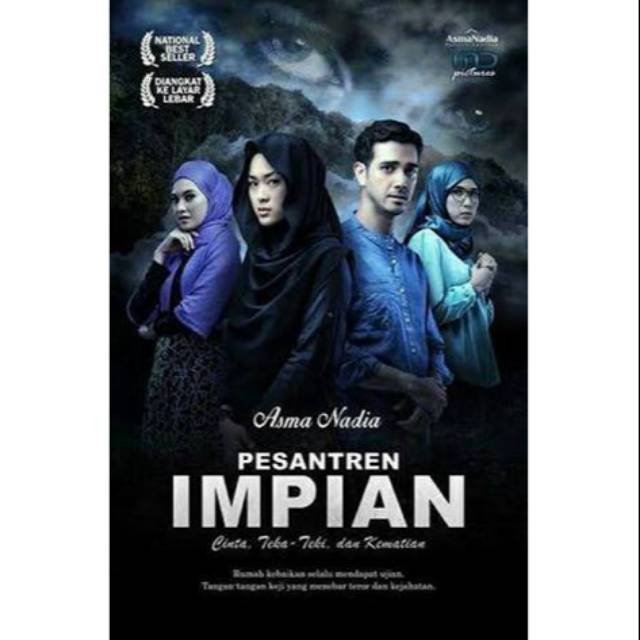 NATIONAL
BEST
SELLER
DIANGKAT
KE LAYAR
LEBAR
AsmaNadia
MD
pictures
Asma Nadia
PESANTREN
IMPIAN
Cinta, Teka-Teki, dan Kematian
Rumah kebaikan selalu mendapat ujian.
Tangan-tangan keji yang menebar teror dan kejahatan.